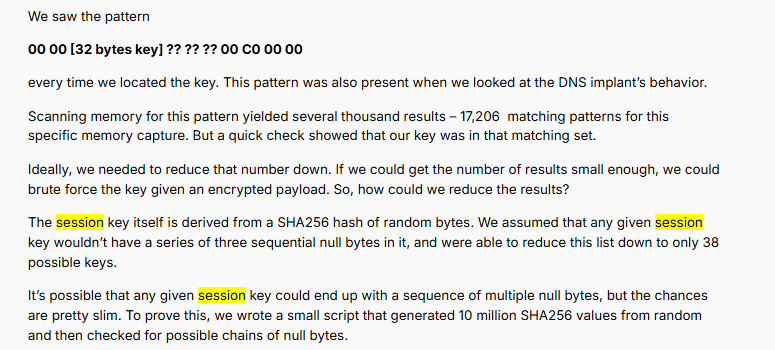 We saw the pattern
00 00 [32 bytes key] ?? ?? ?? 00 C0 00 00
every time we located the key. This pattern was also present when we looked at the DNS implant’s behavior.
Scanning memory for this pattern yielded several thousand results – 17,206  matching patterns for this
specific memory capture. But a quick check showed that our key was in that matching set.
Ideally, we needed to reduce that number down. If we could get the number of results small enough, we could
brute force the key given an encrypted payload. So, how could we reduce the results?
The session key itself is derived from a SHA256 hash of random bytes. We assumed that any given session
key wouldn’t have a series of three sequential null bytes in it, and were able to reduce this list down to only 38
possible keys.
It’s possible that any given session key could end up with a sequence of multiple null bytes, but the chances
are pretty slim. To prove this, we wrote a small script that generated 10 million SHA256 values from random
and then checked for possible chains of null bytes.